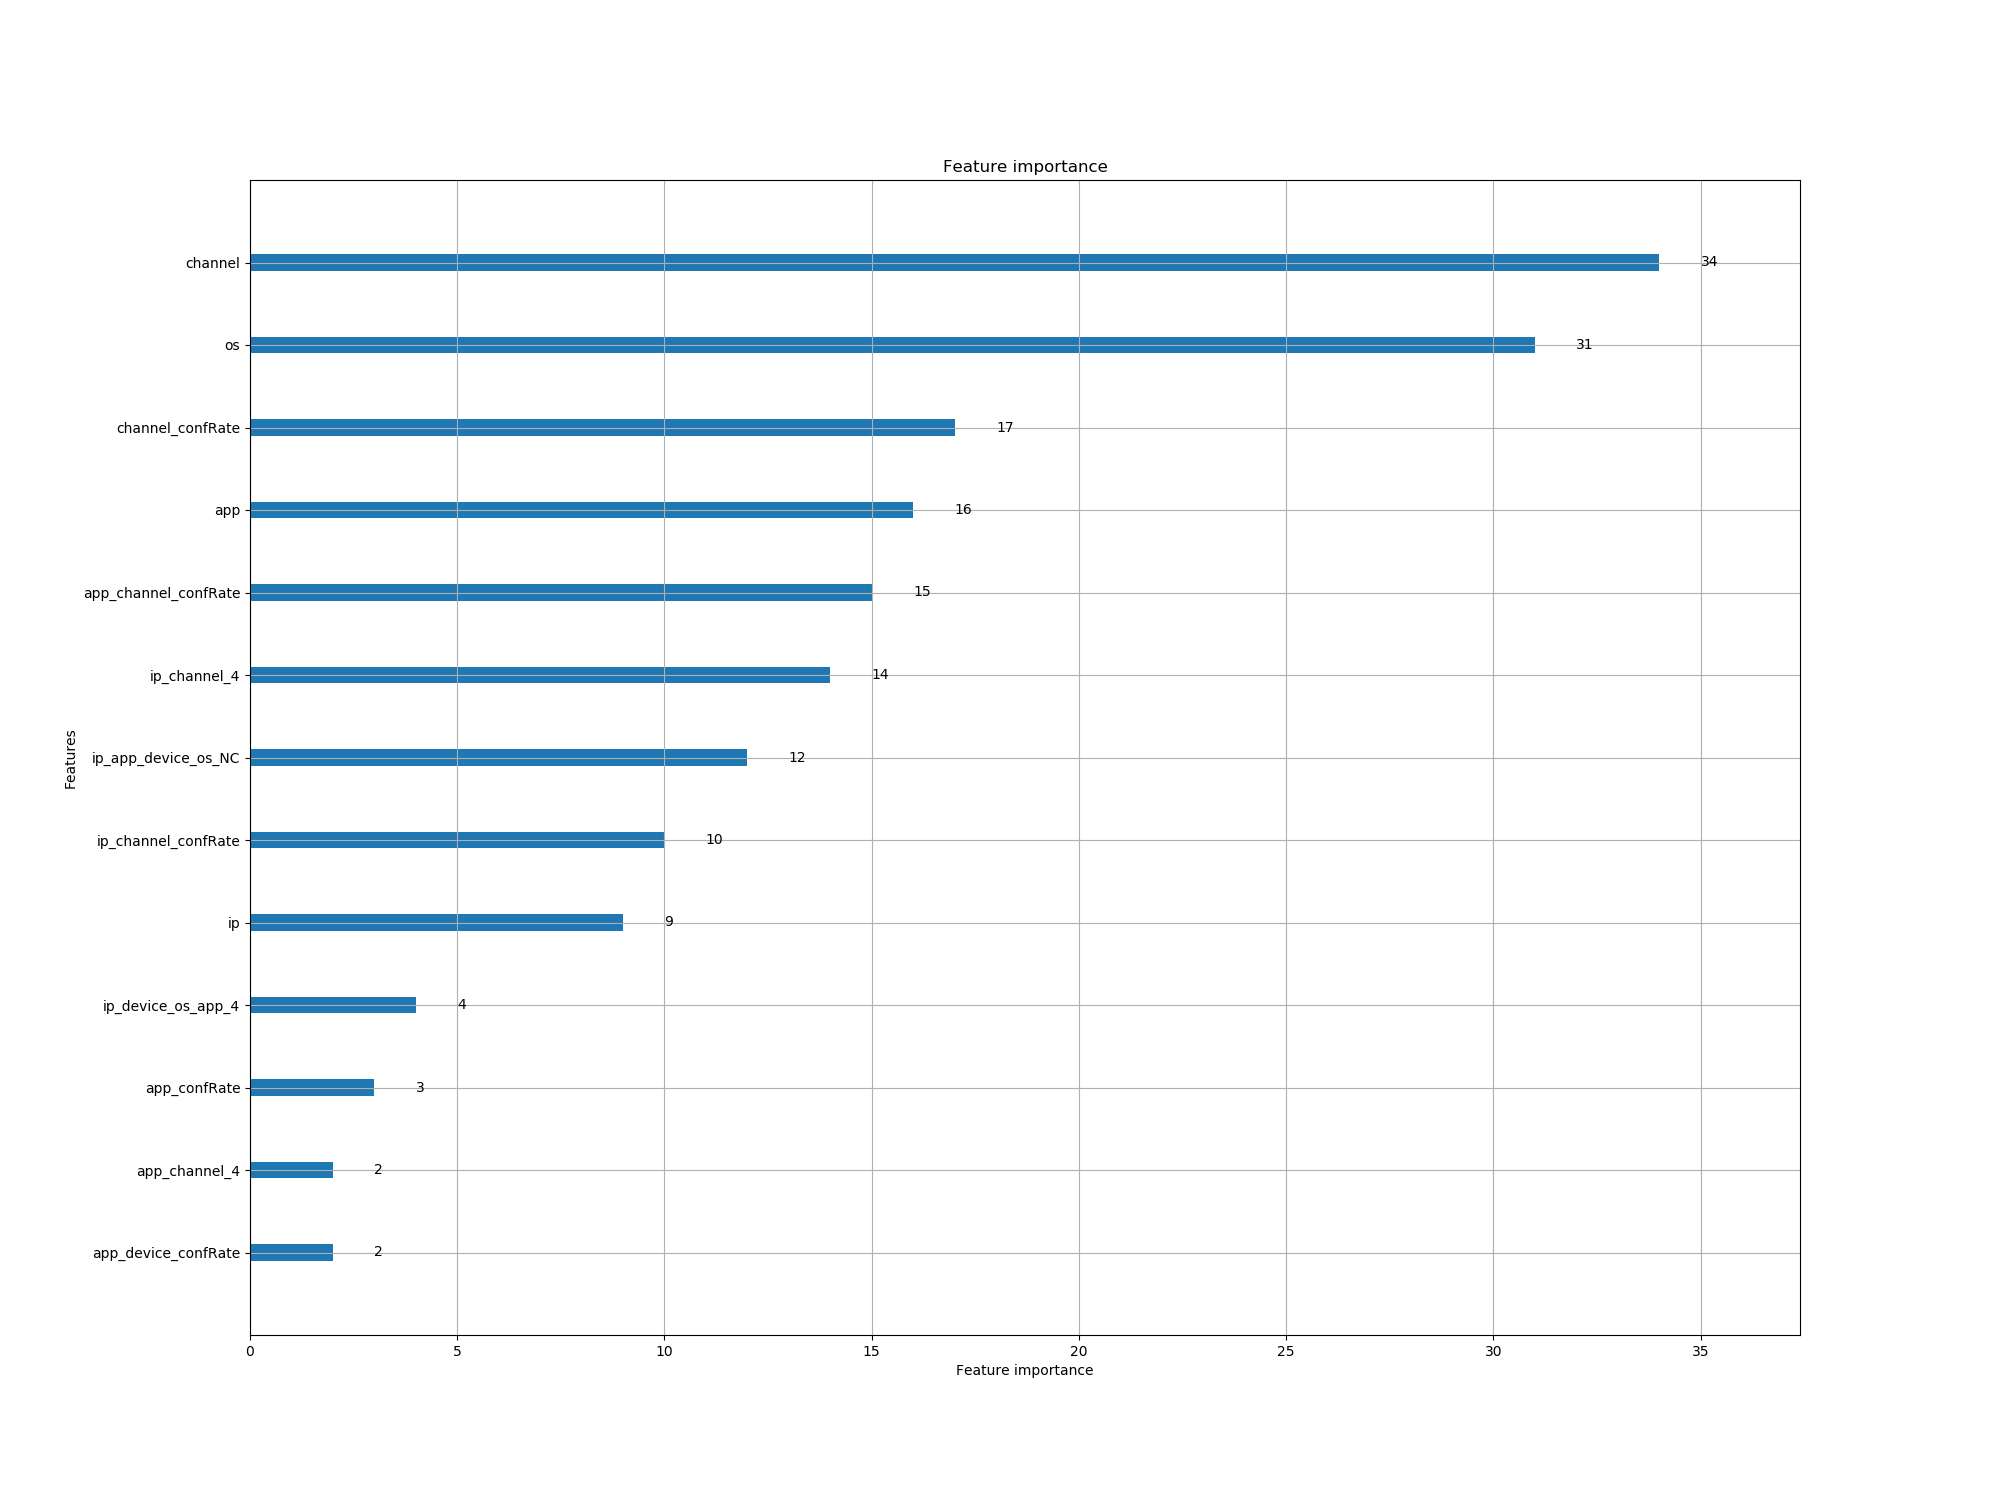 Feature importance
channel 34
os 31
channel_confRate 17
app 16
app_channel_confRate 15
ip_channel_4 14
ip_app_device_os_NC 12
ip_channel_confRate 10
ip 9
ip_device_os_app_4 4
app_confRate 3
app_channel_4 2
app_device_confRate 2
Features
0 5 10 15 20 25 30 35
Feature importance